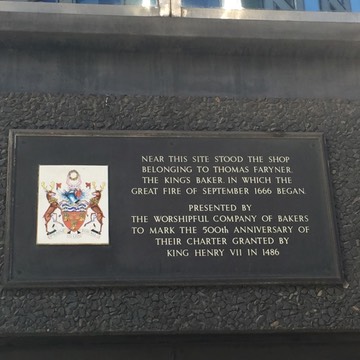 NEAR THIS SITE STOOD THE SHOP
BELONGING TO THOMAS FARYNER,
THE KING'S BAKER, IN WHICH THE
GREAT FIRE OF SEPTEMBER 1666 BEGAN.
PRESENTED BY
THE WORSHIPFUL COMPANY OF BAKERS
TO MARK THE 500th ANNIVERSARY OF
THEIR CHARTER GRANTED BY
KING HENRY VII IN 1486